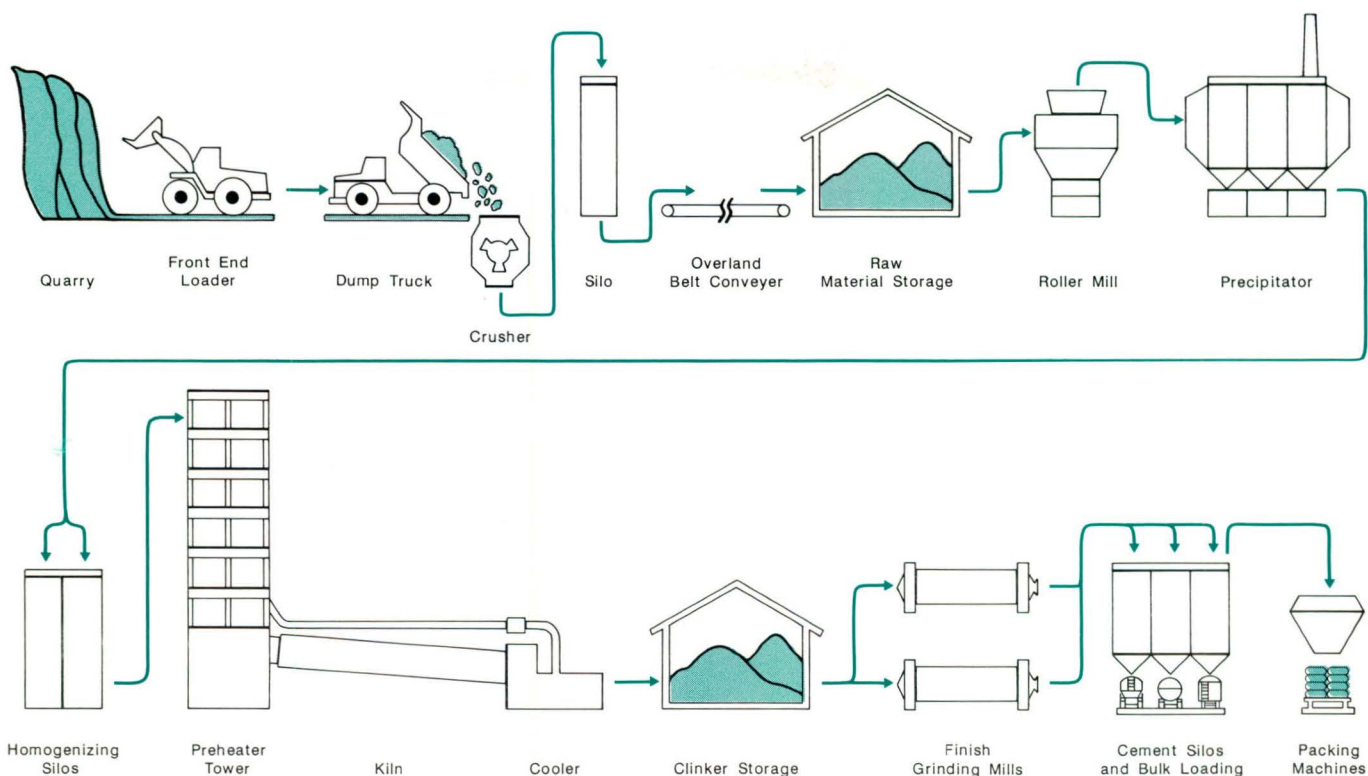 Quarry
Front End
Loader
Dump Truck
Crusher
Silo
Overland
Belt Conveyer
Raw
Material Storage
Roller Mill
Precipitator
Homogenizing
Silos
Preheater
Tower
Kiln
Cooler
Clinker Storage
Finish
Grinding Mills
Cement Silos
and Bulk Loading
Packing
Machines